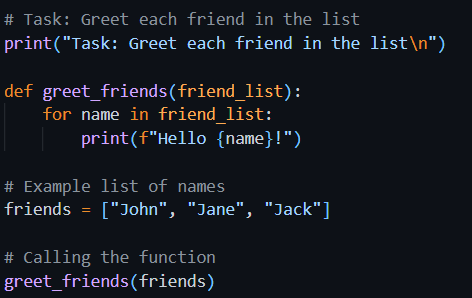 # Task: Greet each friend in the list
print("Task: Greet each friend in the list\n")

def greet_friends(friend_list):
    for name in friend_list:
        print(f"Hello {name}!")

# Example list of names
friends = ["John", "Jane", "Jack"]

# Calling the function
greet_friends(friends)